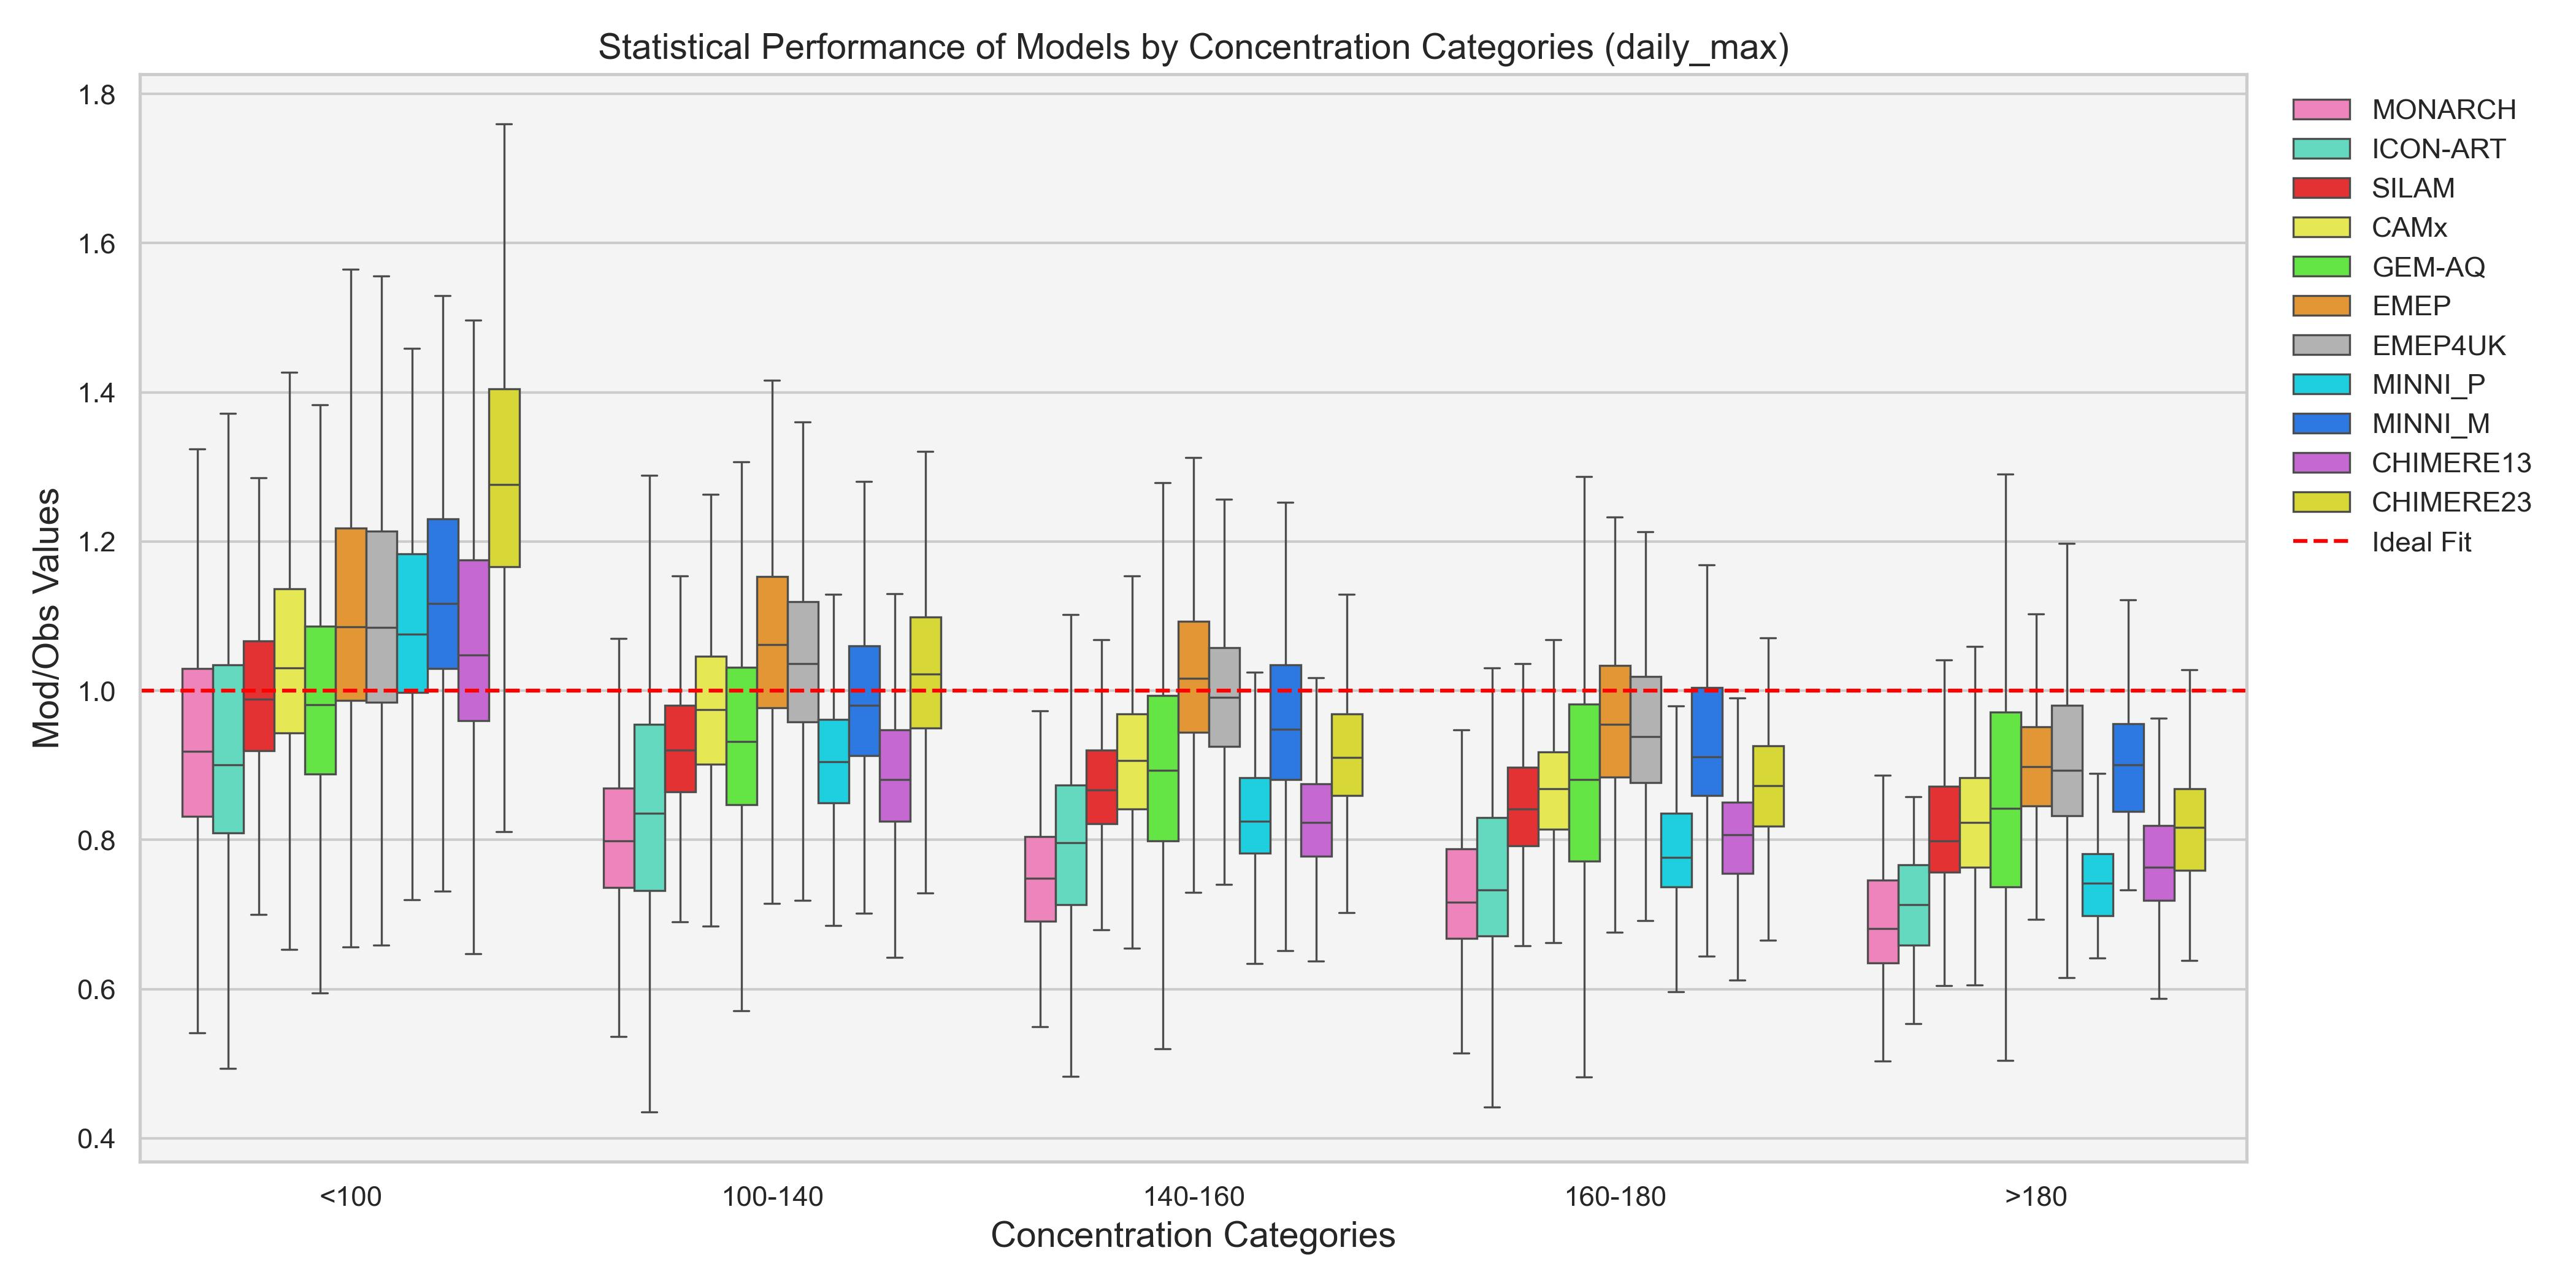 Statistical Performance of Models by Concentration Categories (daily_max)
Mod/Obs Values
1.8
1.6
1.4
1.2
1.0
0.8
0.6
0.4
<100
100-140
140-160
160-180
>180
Concentration Categories
MONARCH
ICON-ART
SILAM
CAMx
GEM-AQ
EMEP
EMEP4UK
MINNI_P
MINNI_M
CHIMERE13
CHIMERE23
Ideal Fit